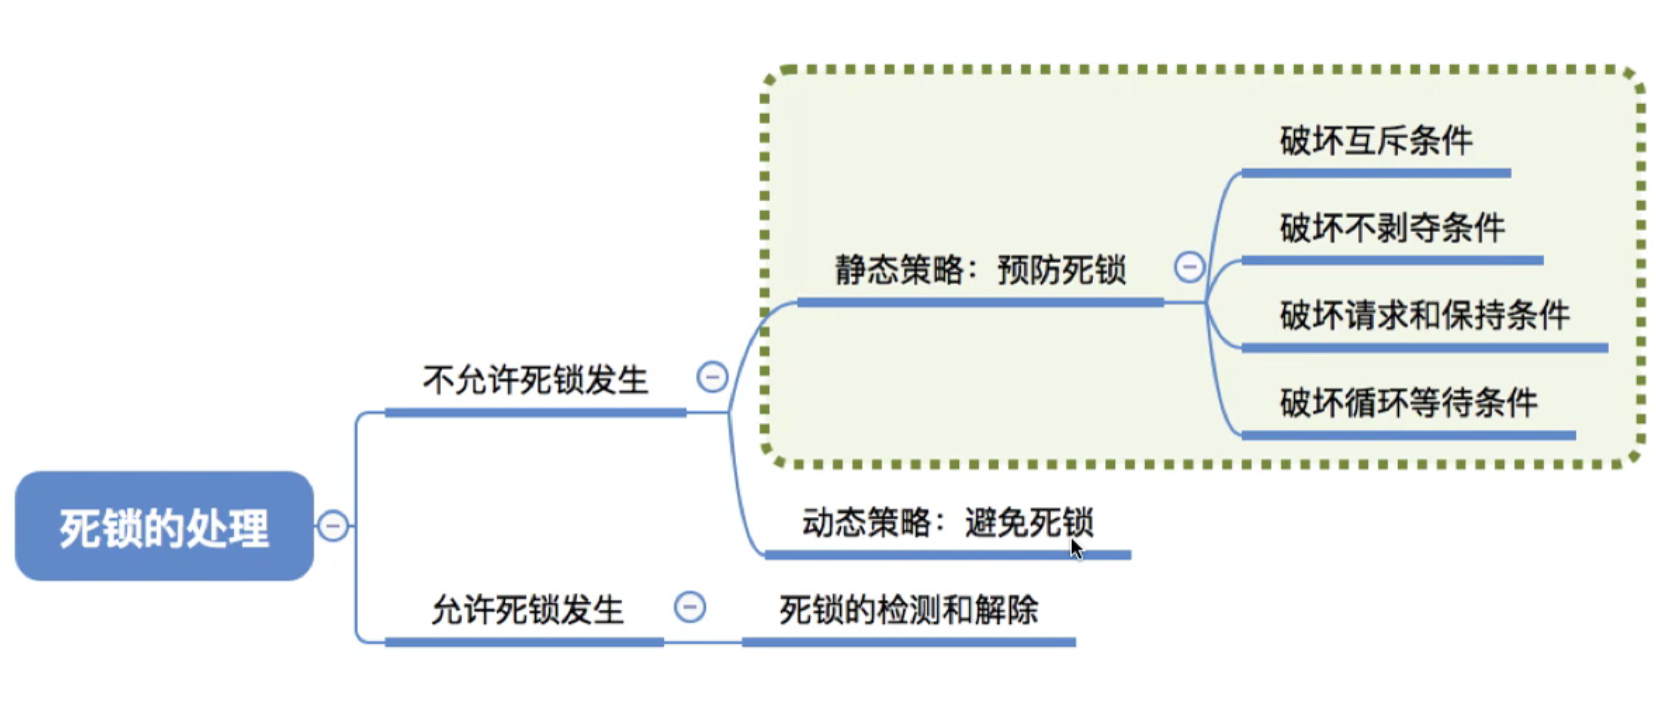 破坏互斥条件
破坏不剥夺条件
静态策略：预防死锁
破坏请求和保持条件
不允许死锁发生
破坏循环等待条件
死锁的处理
动态策略：避免死锁
允许死锁发生
死锁的检测和解除